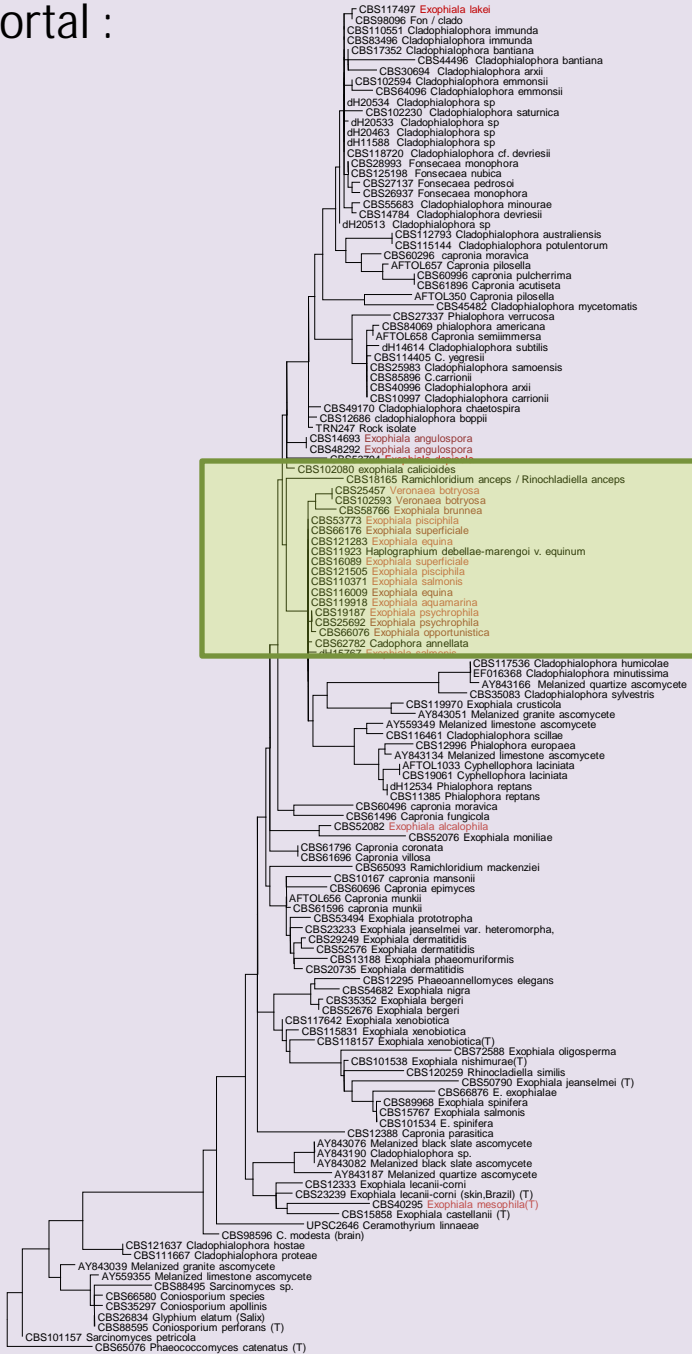 ortal :
CBS117497 Exophiala lakei
CBS98096 Fon / clado
CBS110551 Cladophialophora immunda
CBS83496 Cladophialophora immunda
CBS17352 Cladophialophora bantiana
CBS44496 Cladophialophora bantiana
CBS30694 Cladophialophora arxii
CBS102594 Cladophialophora emmonsii
CBS64096 Cladophialophora emmonsii
dH20534 Cladophialophora sp
CBS102230 Cladophialophora saturnica
dH20533 Cladophialophora sp
dH20463 Cladophialophora sp
dH11588 Cladophialophora sp
CBS118720 Cladophialophora cf. devriesii
CBS28993 Fonsecaea monophora
CBS125198 Fonsecaea nubica
CBS27137 Fonsecaea pedrosoi
CBS26937 Fonsecaea monophora
CBS55683 Cladophialophora minourae
CBS14784 Cladophialophora devriesii
dH20513 Cladophialophora sp
CBS112793 Cladophialophora australiensis
CBS115144 Cladophialophora potulentorum
CBS60296 capronia moravica
AFTOL657 Capronia pilosella
CBS60996 capronia pulcherrima
CBS61896 Capronia acutiseta
AFTOL350 Capronia pilosella
CBS45482 Cladophialophora mycetomatis
CBS27337 Phialophora verrucosa
CBS84069 phialophora americana
AFTOL658 Capronia semiimmersa
dH14614 Cladophialophora subtilis
CBS114405 C. yegresii
CBS25983 Cladophialophora samoensis
CBS85896 C.carrionii
CBS40996 Cladophialophora arxii
CBS10997 Cladophialophora carrionii
CBS49170 Cladophialophora chaetospira
CBS12686 cladophialophora boppii
TRN247 Rock isolate
CBS14693 Exophiala angulospora
CBS48292 Exophiala angulospora
CBS102080 exophiala calicioides
CBS18165 Ramichloridium anceps / Rinochladiella anceps
CBS25457 Veronaea botryosa
CBS102593 Veronaea botryosa
CBS58766 Exophiala brunnea
CBS53773 Exophiala pisciphila
CBS66176 Exophiala superficiale
CBS121283 Exophiala equina
CBS11923 Haplographium debellae-marengoi v. equinum
CBS16089 Exophiala superficiale
CBS121505 Exophiala pisciphila
CBS110371 Exophiala salmonis
CBS116009 Exophiala equina
CBS119918 Exophiala aquamarina
CBS19187 Exophiala psychrophila
CBS25692 Exophiala psychrophila
CBS66076 Exophiala opportunistica
CBS62782 Cadophora annellata
dH15767 Exophiala salmonis
CBS117536 Cladophialophora humicolae
EF016368 Cladophialophora minutissima
AY843166 Melanized quartize ascomycete
CBS35083 Cladophialophora sylvestris
CBS119970 Exophiala crusticola
AY843051 Melanized granite ascomycete
AY559349 Melanized limestone ascomycete
CBS116461 Cladophialophora scillae
CBS12996 Phialophora europaea
AY843134 Melanized limestone ascomycete
AFTOL1033 Cyphellophora laciniata
CBS19061 Cyphellophora laciniata
dH12534 Phialophora reptans
CBS11385 Phialophora reptans
CBS60496 capronia moravica
CBS61496 Capronia fungicola
CBS52082 Exophiala alcalophila
CBS52076 Exophiala moniliae
CBS61796 Capronia coronata
CBS61696 Capronia villosa
CBS65093 Ramichloridium mackenziei
CBS10167 capronia mansonii
CBS60696 Capronia epimyces
AFTOL656 Capronia munkii
CBS61596 capronia munkii
CBS53494 Exophiala prototropha
CBS23233 Exophiala jeanselmei var. heteromorpha,
CBS29249 Exophiala dermatitidis
CBS52576 Exophiala dermatitidis
CBS13188 Exophiala phaeomuriformis
CBS20735 Exophiala dermatitidis
CBS12295 Phaeoannellomyces elegans
CBS54682 Exophiala nigra
CBS35352 Exophiala bergeri
CBS52676 Exophiala bergeri
CBS117642 Exophiala xenobiotica
CBS115831 Exophiala xenobiotica
CBS118157 Exophiala xenobiotica(T)
CBS72588 Exophiala oligosperma
CBS101538 Exophiala nishimurae(T)
CBS120259 Rhinocladiella similis
CBS50790 Exophiala jeanselmei (T)
CBS66876 E. exophialae
CBS89968 Exophiala spinifera
CBS15767 Exophiala salmonis
CBS101534 E. spinifera
CBS12388 Capronia parasitica
AY843076 Melanized black slate ascomycete
AY843190 Cladophialophora sp.
AY843082 Melanized black slate ascomycete
AY843187 Melanized quartize ascomycete
CBS12333 Exophiala lecanii-corni
CBS23239 Exophiala lecanii-corni (skin,Brazil) (T)
CBS40295 Exophiala mesophila(T)
CBS15858 Exophiala castellanii (T)
UPSC2646 Ceramothyrium linnaeae
CBS98596 C. modesta (brain)
CBS121637 Cladophialophora hostae
CBS111667 Cladophialophora proteae
AY843039 Melanized granite ascomycete
AY559355 Melanized limestone ascomycete
CBS88495 Sarcinomyces sp.
CBS66580 Coniosporium species
CBS35297 Coniosporium apollinis
CBS26834 Glyphium elatum (Salix)
CBS88595 Coniosporium perforans (T)
CBS101157 Sarcinomyces petricola
CBS65076 Phaeococcomyces catenatus (T)